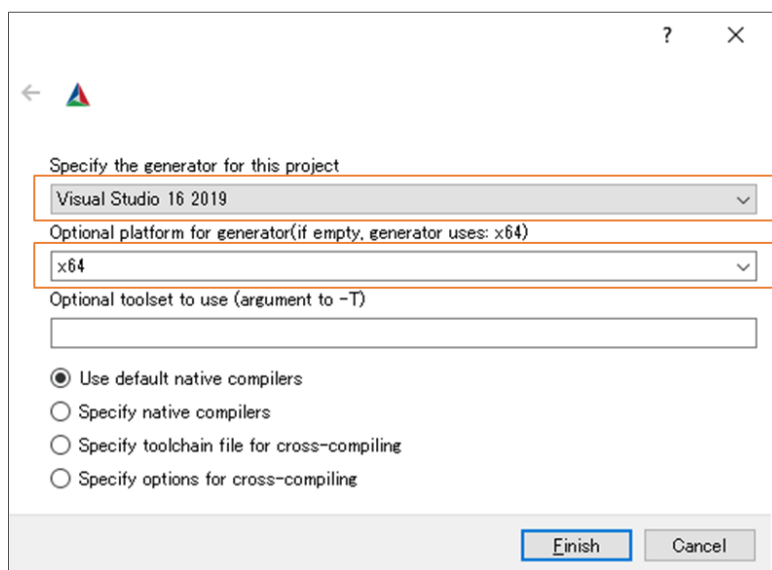 ?
Specify the generator for this project
Visual Studio 16 2019
Optional platform for generator(if empty, generator uses: x64)
x64
Optional toolset to use (argument to -T)
Use default native compilers
Specify native compilers
Specify toolchain file for cross-compiling
Specify options for cross-compiling
Finish Cancel